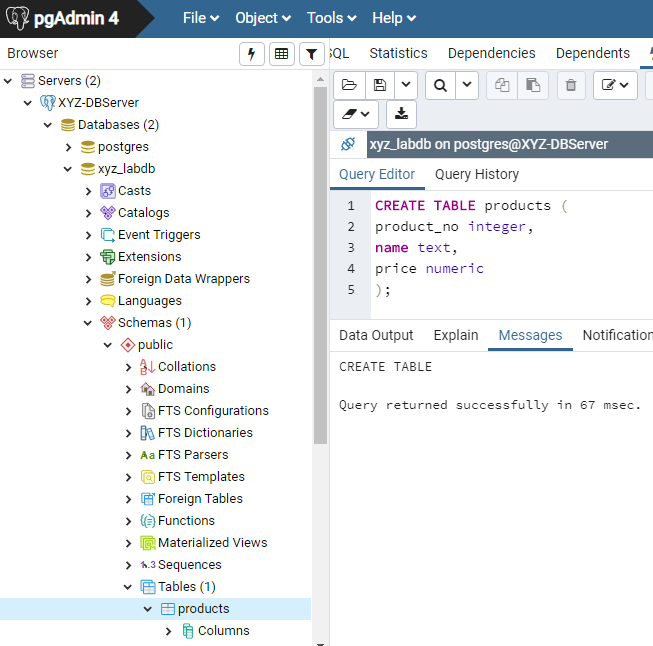 pgAdmin 4 File Object Tools Help
Browser
Servers (2)
XYZ-DBServer
Databases (2)
postgres
xyz_labdb
Casts
Catalogs
Event Triggers
Extensions
Foreign Data Wrappers
Languages
Schemas (1)
public
Collations
Domains
FTS Configurations
FTS Dictionaries
Aa FTS Parsers
FTS Templates
Foreign Tables
Functions
Materialized Views
1..3 Sequences
Tables (1)
products
Columns
SQL Statistics Dependencies Dependents
xyz_labdb on postgres@XYZ-DBServer
Query Editor Query History
1 CREATE TABLE products (
2 product_no integer,
3 name text,
4 price numeric
5 );
Data Output Explain Messages Notification
CREATE TABLE
Query returned successfully in 67 msec.